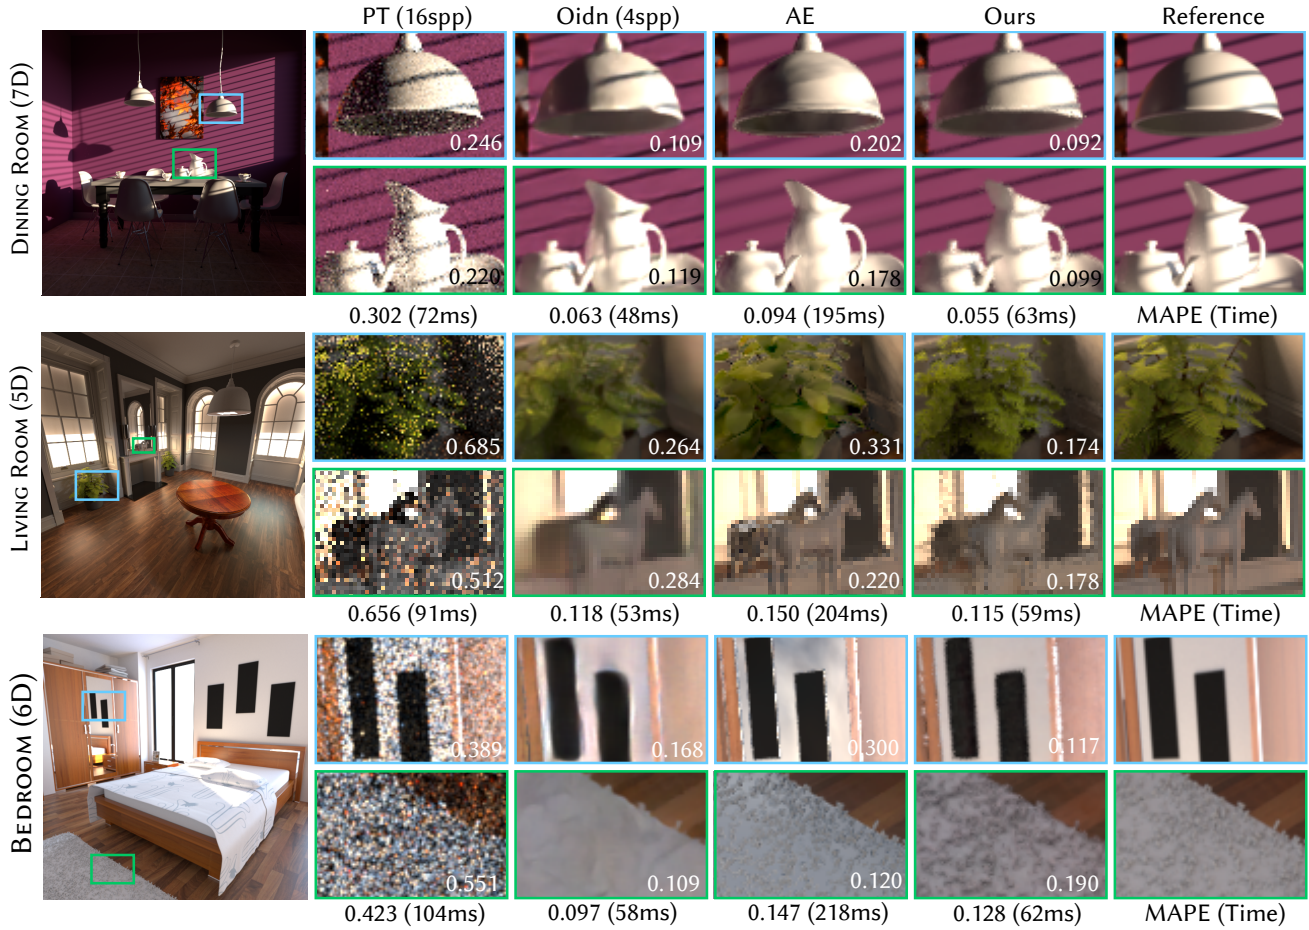 PT (16spp) Oidn (4spp) AE Ours Reference
DINING ROOM (7D)
0.246 0.109 0.202 0.092
0.220 0.119 0.178 0.099
0.302 (72ms) 0.063 (48ms) 0.094 (195ms) 0.055 (63ms) MAPE (Time)
LIVING ROOM (5D)
0.685 0.264 0.331 0.174
0.512 0.284 0.220 0.178
0.656 (91ms) 0.118 (53ms) 0.150 (204ms) 0.115 (59ms) MAPE (Time)
BEDROOM (6D)
0.389 0.168 0.300 0.117
0.551 0.109 0.120 0.190
0.423 (104ms) 0.097 (58ms) 0.147 (218ms) 0.128 (62ms) MAPE (Time)